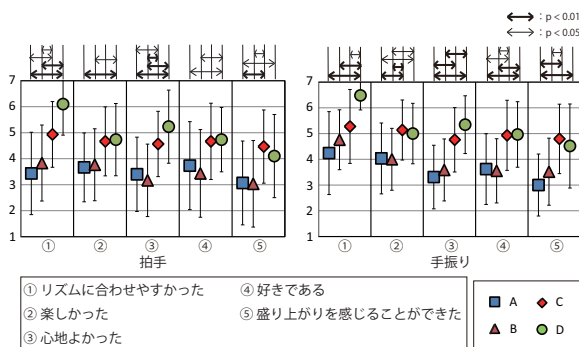 : p < 0.01
: p < 0.05
7
6
5
4
3
2
1
① ② ③ ④ ⑤
拍手
7
6
5
4
3
2
1
① ② ③ ④ ⑤
手振り
① リズムに合わせやすかった
② 楽しかった
③ 心地よかった
④ 好きである
⑤ 盛り上がりを感じることができた
A
B
C
D